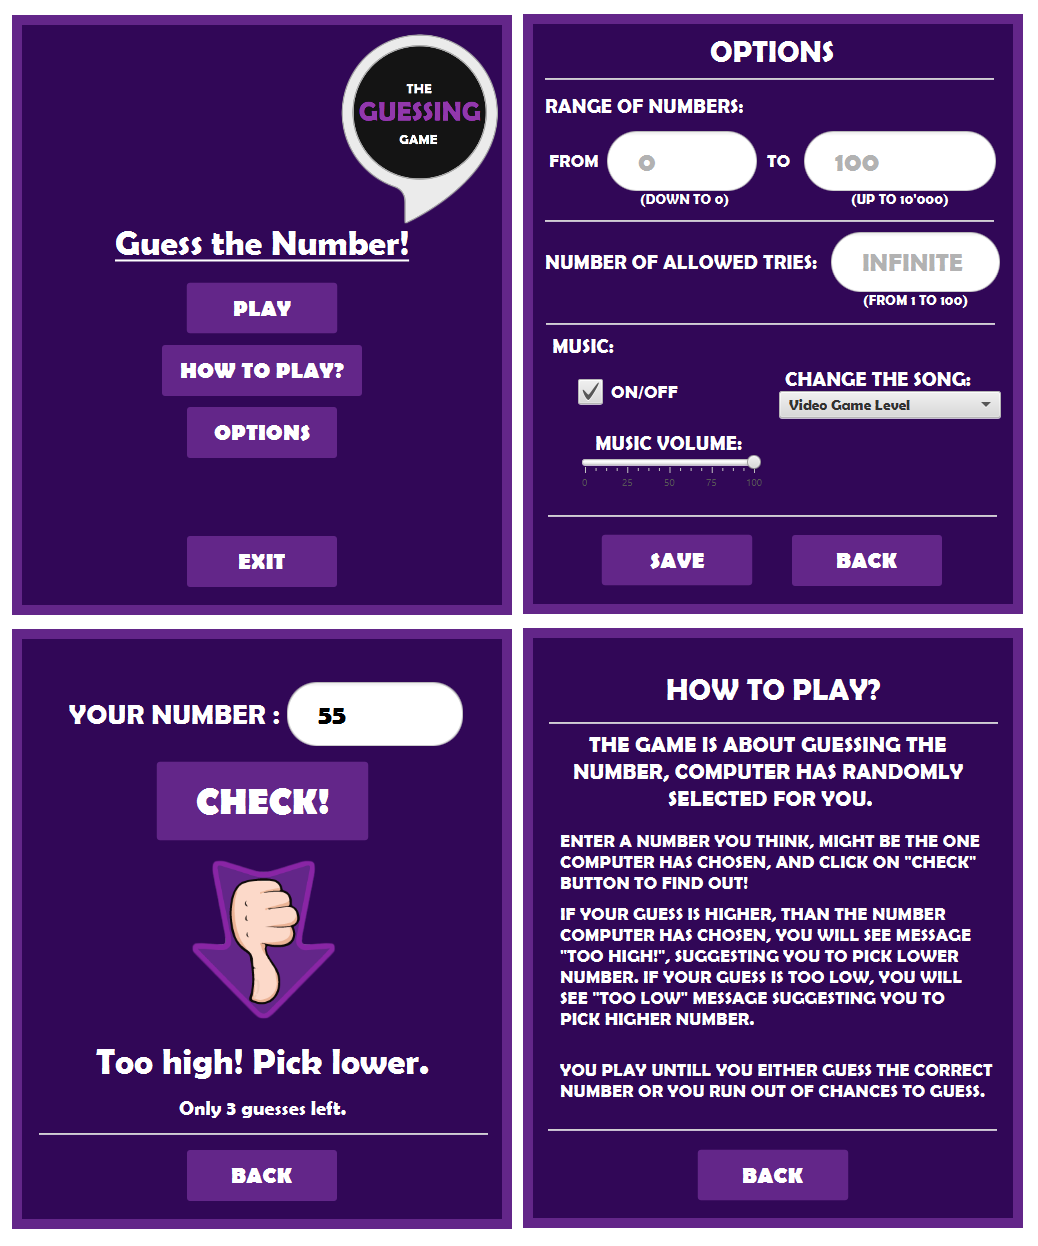 THE
GUESSING
GAME
Guess the Number!
PLAY
HOW TO PLAY?
OPTIONS
EXIT
OPTIONS
RANGE OF NUMBERS:
FROM 0 TO 100
(DOWN TO 0) (UP TO 10'000)
NUMBER OF ALLOWED TRIES: INFINITE
(FROM 1 TO 100)
MUSIC:
ON/OFF
CHANGE THE SONG:
Video Game Level
MUSIC VOLUME:
0 25 50 75 100
SAVE BACK
YOUR NUMBER : 55
CHECK!
Too high! Pick lower.
Only 3 guesses left.
BACK
HOW TO PLAY?
THE GAME IS ABOUT GUESSING THE
NUMBER, COMPUTER HAS RANDOMLY
SELECTED FOR YOU.
ENTER A NUMBER YOU THINK, MIGHT BE THE ONE
COMPUTER HAS CHOSEN, AND CLICK ON "CHECK"
BUTTON TO FIND OUT!
IF YOUR GUESS IS HIGHER, THAN THE NUMBER
COMPUTER HAS CHOSEN, YOU WILL SEE MESSAGE
"TOO HIGH!", SUGGESTING YOU TO PICK LOWER
NUMBER. IF YOUR GUESS IS TOO LOW, YOU WILL
SEE "TOO LOW" MESSAGE SUGGESTING YOU TO
PICK HIGHER NUMBER.
YOU PLAY UNTILL YOU EITHER GUESS THE CORRECT
NUMBER OR YOU RUN OUT OF CHANCES TO GUESS.
BACK